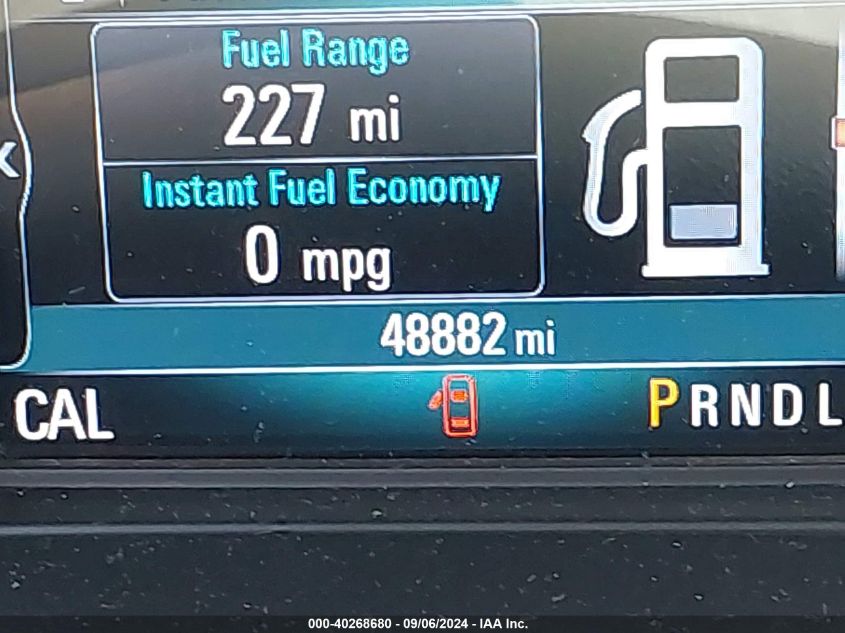 Fuel Range
227 mi
Instant Fuel Economy
0 mpg
48882 mi
CAL PRNDL
000-40268680 - 09/06/2024 - IAA Inc.